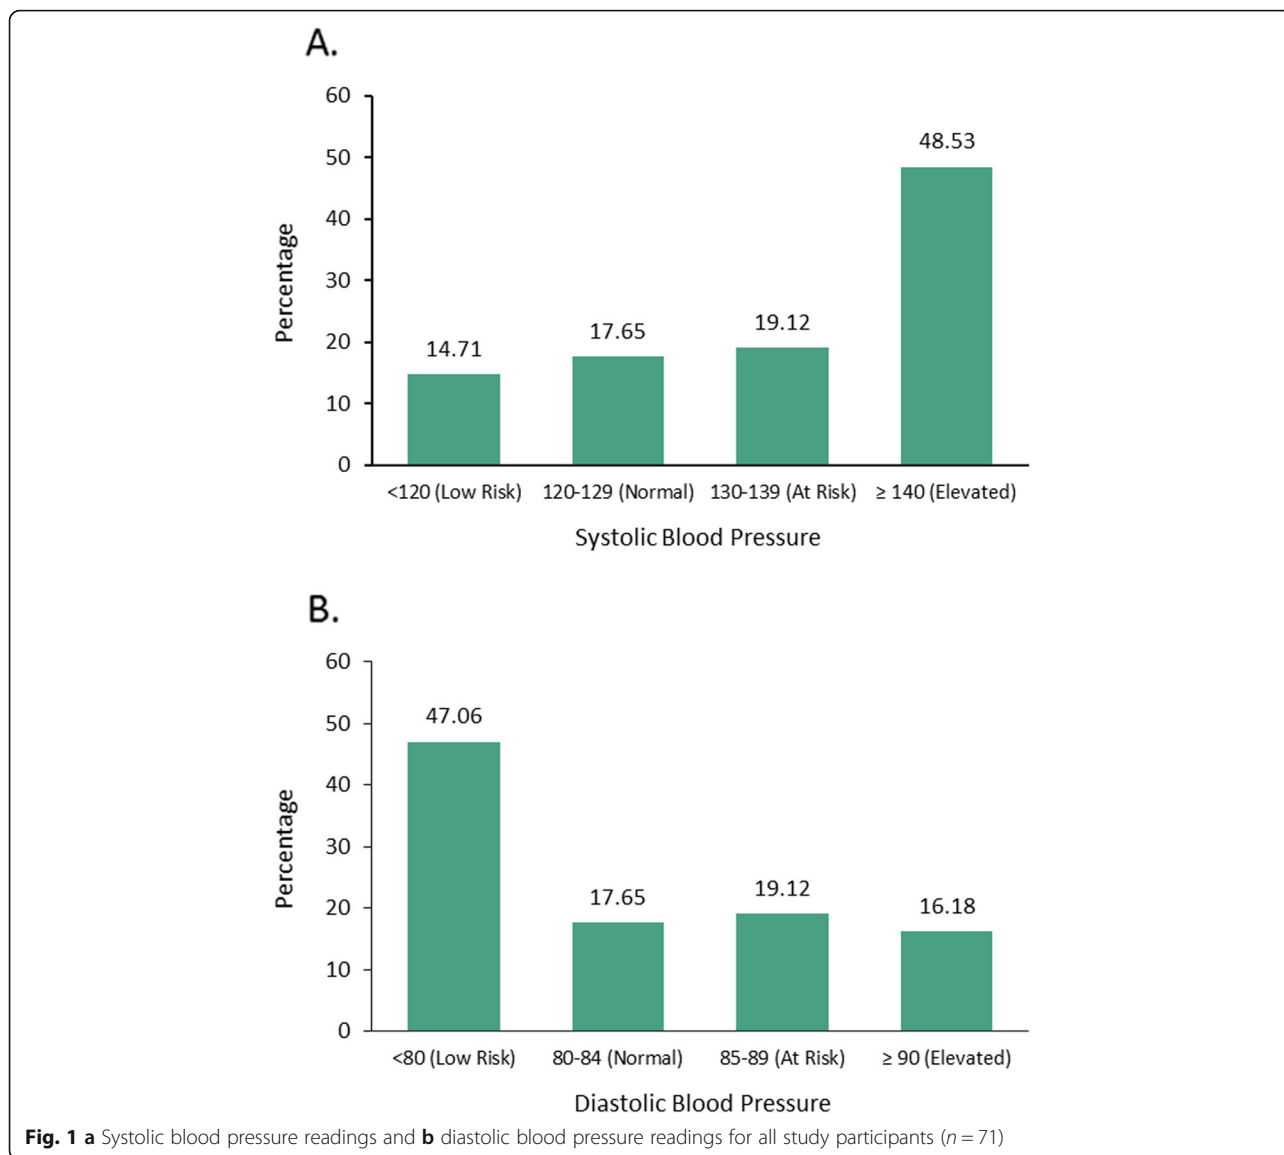 A.
60
50
40
30
20
10
0
Percentage
14.71
17.65
19.12
48.53
<120 (Low Risk) 120-129 (Normal) 130-139 (At Risk) ≥ 140 (Elevated)
Systolic Blood Pressure
B.
60
50
40
30
20
10
0
Percentage
47.06
17.65
19.12
16.18
<80 (Low Risk) 80-84 (Normal) 85-89 (At Risk) ≥ 90 (Elevated)
Diastolic Blood Pressure
Fig. 1 a Systolic blood pressure readings and b diastolic blood pressure readings for all study participants (n = 71)